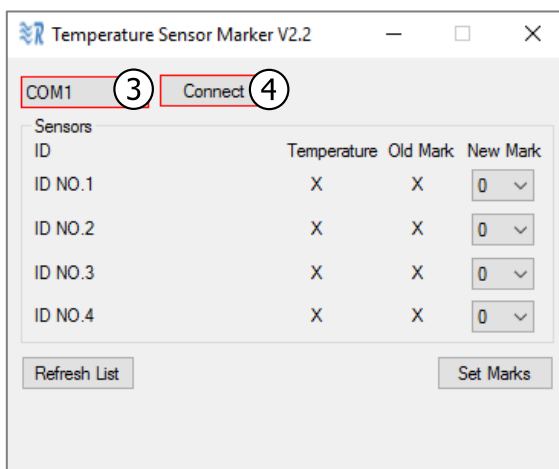 Temperature Sensor Marker V2.2
COM1 3 Connect 4
Sensors
ID Temperature Old Mark New Mark
ID NO.1 X X 0
ID NO.2 X X 0
ID NO.3 X X 0
ID NO.4 X X 0
Refresh List Set Marks